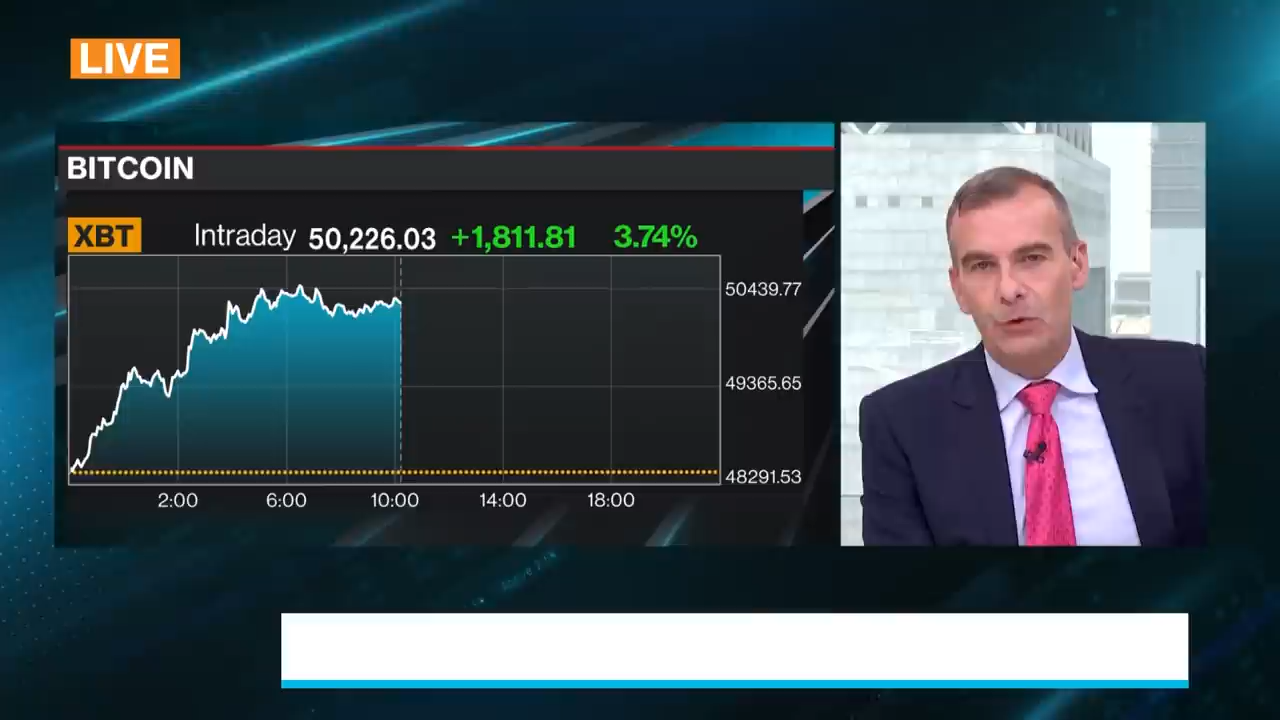 LIVE
BITCOIN
XBT Intraday 50,226.03 +1,811.81 3.74%
50439.77
49365.65
48291.53
2:00 6:00 10:00 14:00 18:00